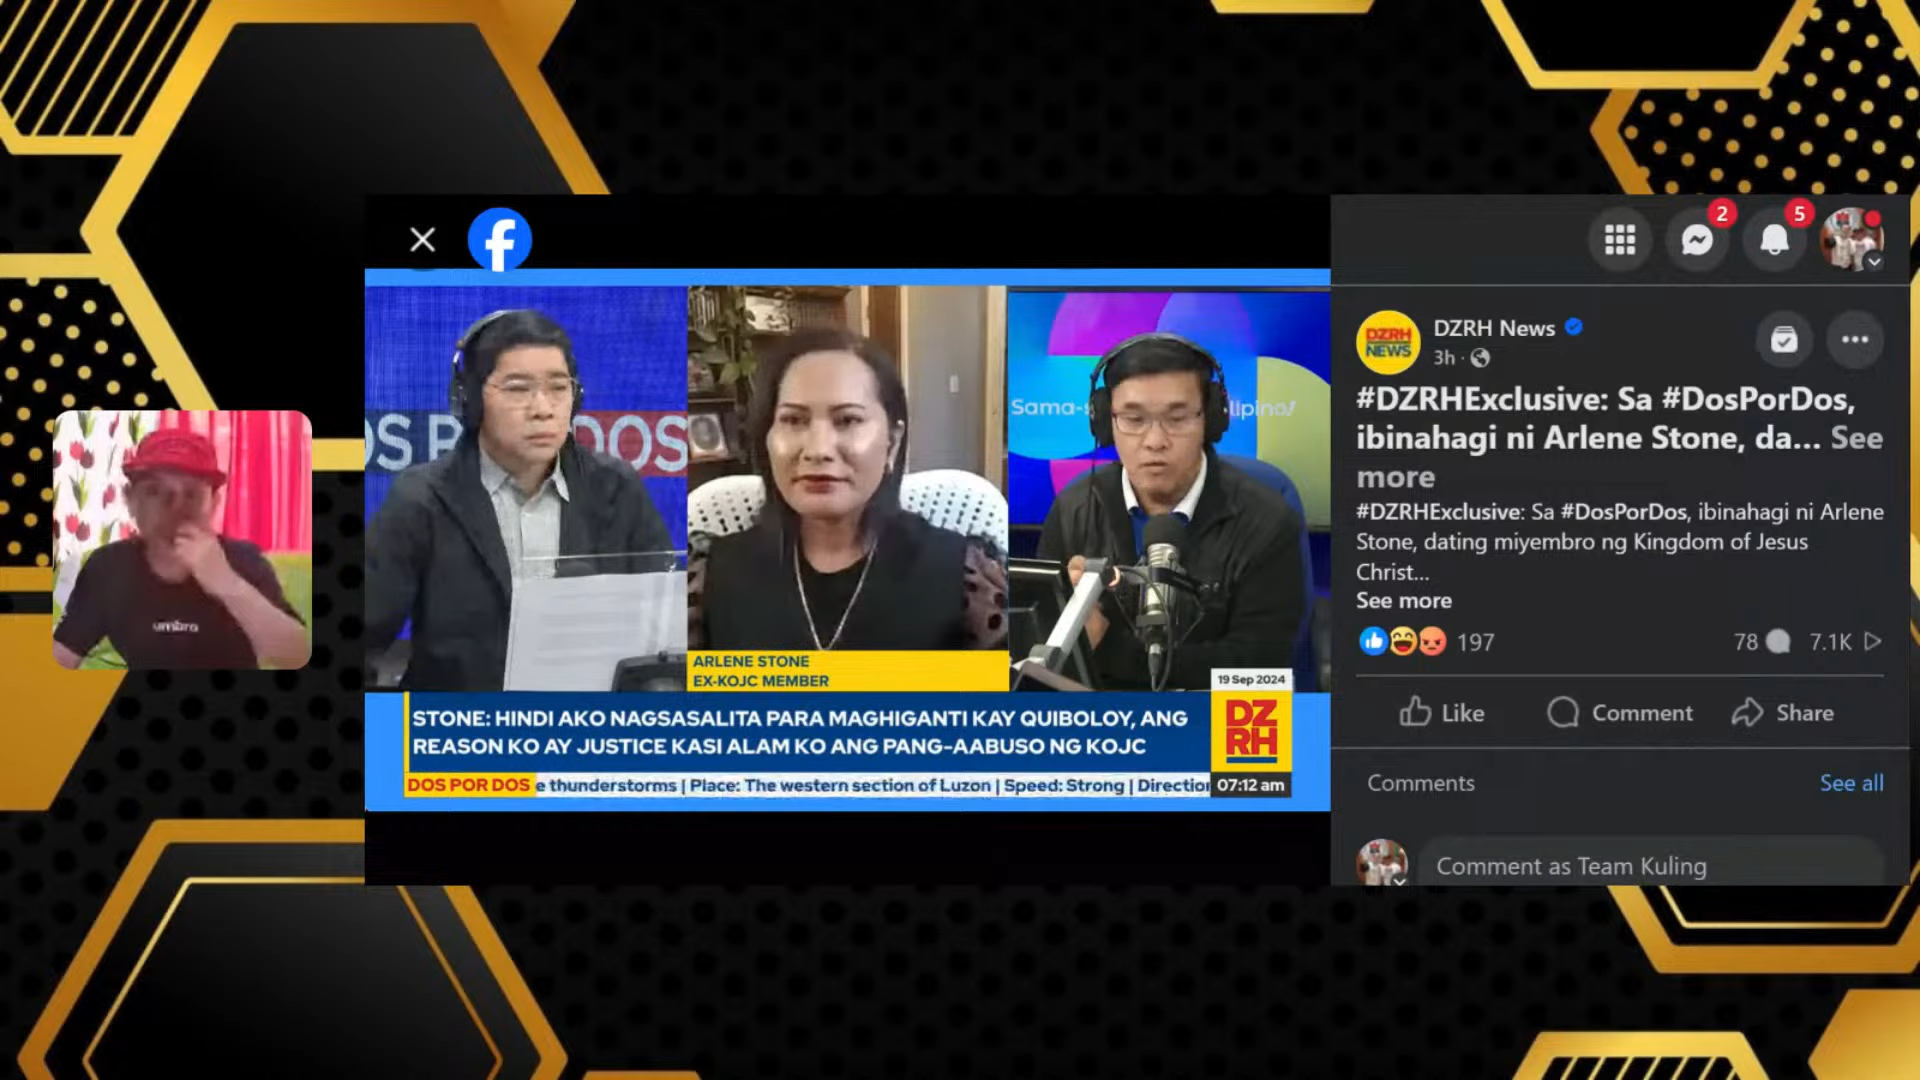 2
5
DZRH
NEWS
DZRH News
3h ·
#DZRHExclusive: Sa #DosPorDos,
ibinahagi ni Arlene Stone, da... See
more
#DZRHExclusive: Sa #DosPorDos, ibinahagi ni Arlene
Stone, dating miyembro ng Kingdom of Jesus
Christ...
See more
197
78
7.1K
Like
Comment
Share
Comments
See all
Comment as Team Kuling
OS P
DOS
Sama-s
lipino!
umbro
ARLENE STONE
EX-KOJC MEMBER
19 Sep 2024
STONE: HINDI AKO NAGSASALITA PARA MAGHIGANTI KAY QUIBOLOY, ANG
REASON KO AY JUSTICE KASI ALAM KO ANG PANG-AABUSO NG KOJC
DZ
RH
DOS POR DOS
e thunderstorms | Place: The western section of Luzon | Speed: Strong | Direction
07:12 am